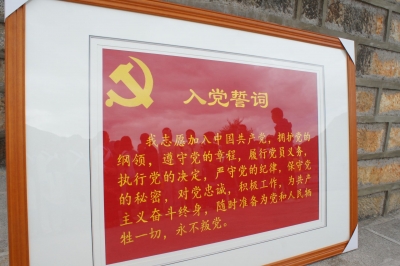 入党誓词
我志愿加入中国共产党，拥护党的
纲领，遵守党的章程，履行党员义务，
执行党的决定，严守党的纪律，保守党
的秘密，对党忠诚，积极工作，为共产
主义奋斗终身，随时准备为党和人民牺
牲一切，永不叛党。